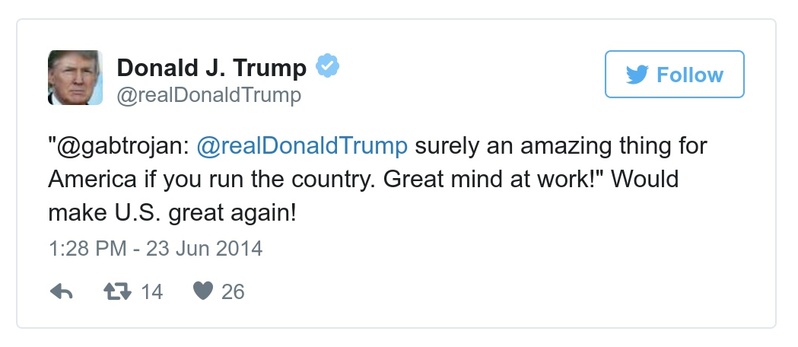 Donald J. Trump
@realDonaldTrump
Follow
"@gabtrojan: @realDonaldTrump surely an amazing thing for
America if you run the country. Great mind at work!" Would
make U.S. great again!
1:28 PM - 23 Jun 2014
14 26